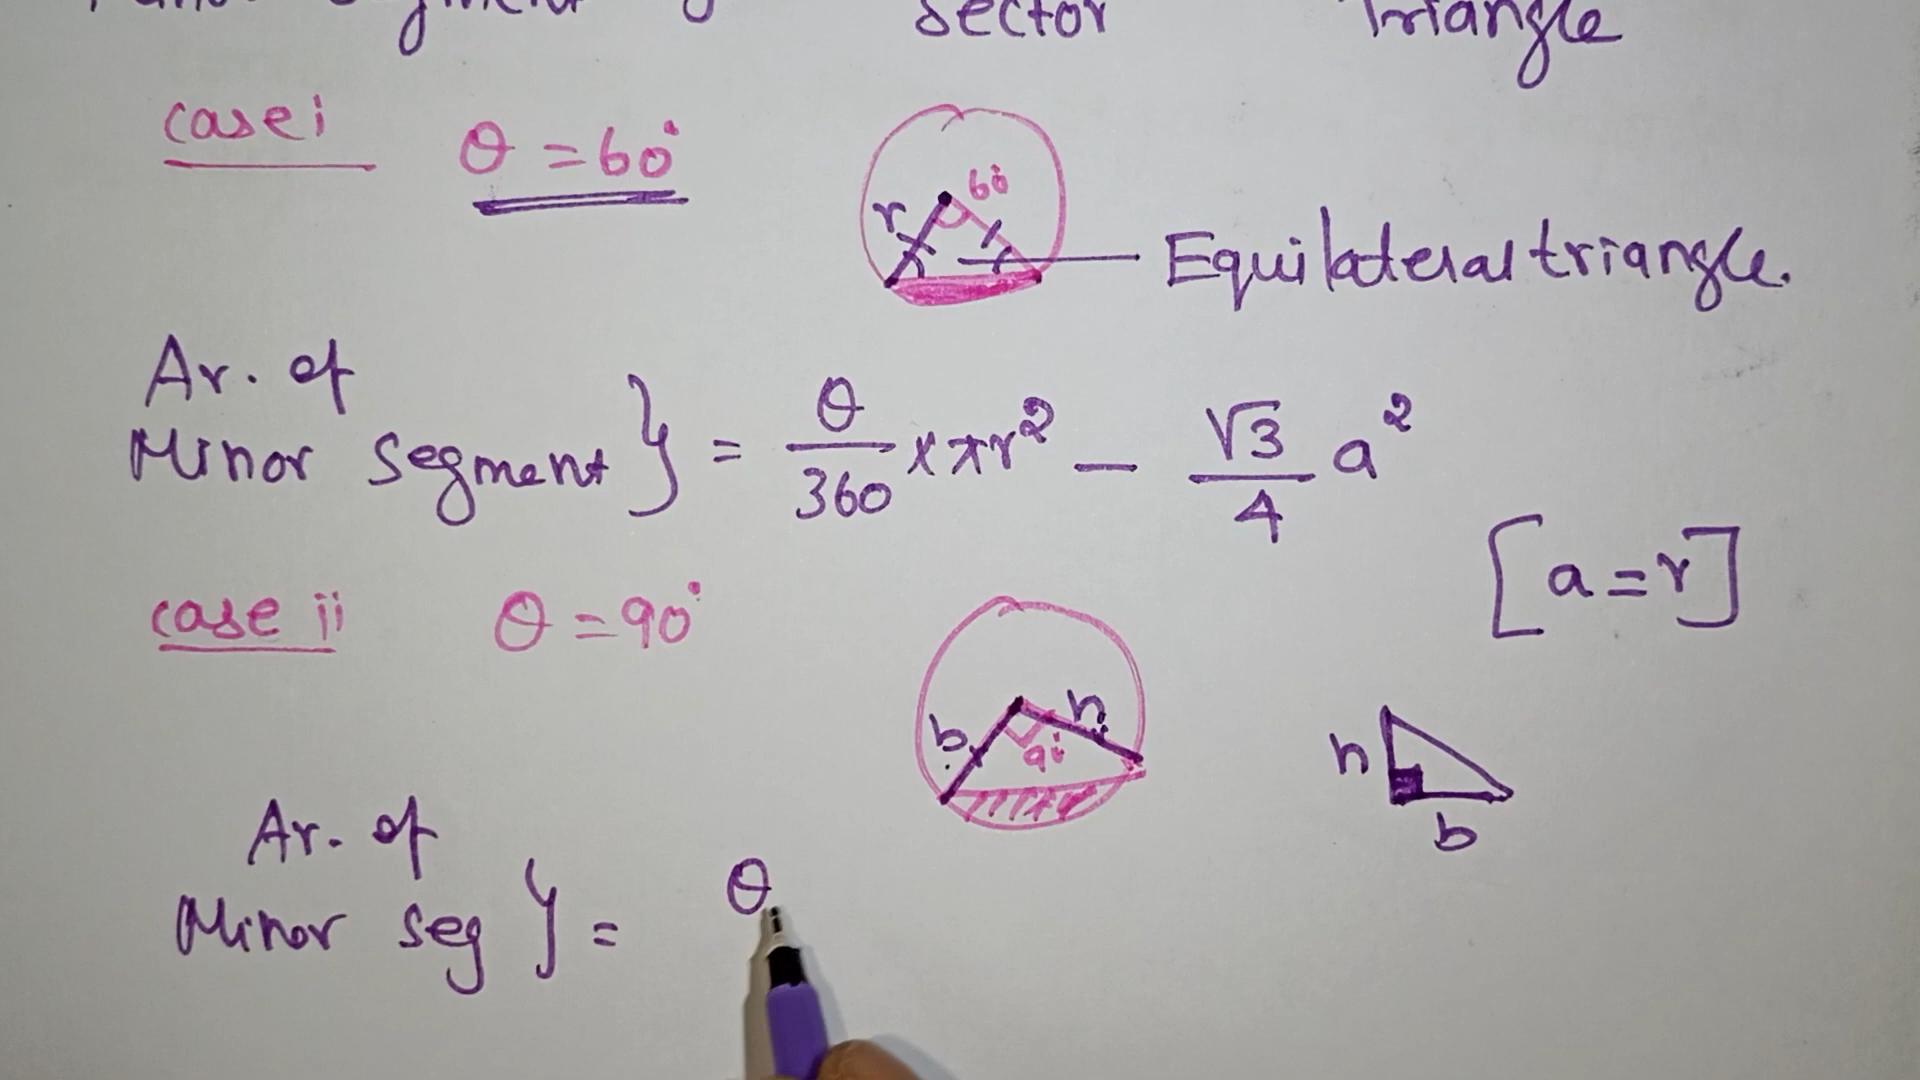 segment sector Triangle
case i θ = 60°
60°
r
Equilateral triangle.
Ar. of
Minor segment } = θ/360 × πr² – √3/4 a²
[a=r]
case ii θ = 90°
b h
90°
h
b
Ar. of
Minor seg } = θ